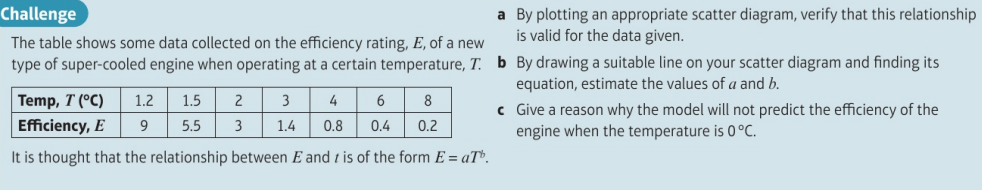 Challenge
The table shows some data collected on the efficiency rating, E, of a new
type of super-cooled engine when operating at a certain temperature, T.
Temp, T (°C) 1.2 1.5 2 3 4 6 8
Efficiency, E 9 5.5 3 1.4 0.8 0.4 0.2
It is thought that the relationship between E and t is of the form E = aTᵇ.
a By plotting an appropriate scatter diagram, verify that this relationship
is valid for the data given.
b By drawing a suitable line on your scatter diagram and finding its
equation, estimate the values of a and b.
c Give a reason why the model will not predict the efficiency of the
engine when the temperature is 0 °C.